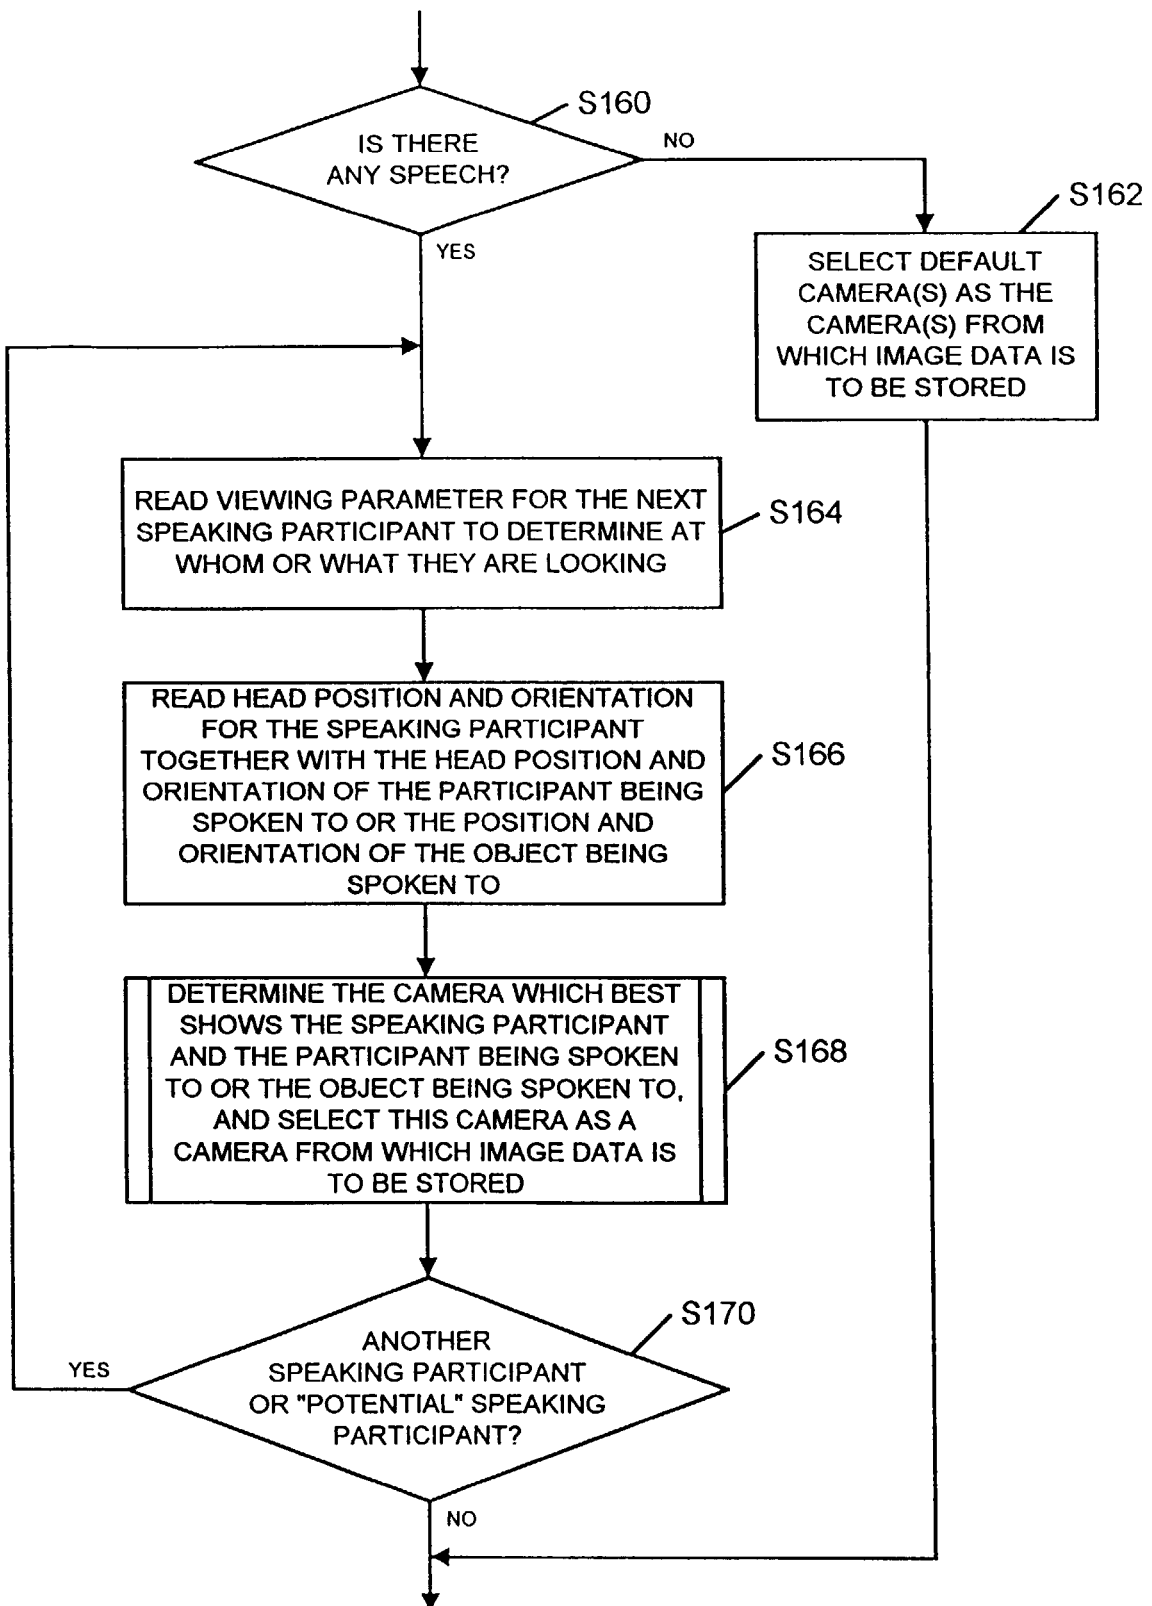 S160
IS THERE
ANY SPEECH?
NO
YES
S162
SELECT DEFAULT
CAMERA(S) AS THE
CAMERA(S) FROM
WHICH IMAGE DATA IS
TO BE STORED
READ VIEWING PARAMETER FOR THE NEXT
SPEAKING PARTICIPANT TO DETERMINE AT
WHOM OR WHAT THEY ARE LOOKING
S164
READ HEAD POSITION AND ORIENTATION
FOR THE SPEAKING PARTICIPANT
TOGETHER WITH THE HEAD POSITION AND
ORIENTATION OF THE PARTICIPANT BEING
SPOKEN TO OR THE POSITION AND
ORIENTATION OF THE OBJECT BEING
SPOKEN TO
S166
DETERMINE THE CAMERA WHICH BEST
SHOWS THE SPEAKING PARTICIPANT
AND THE PARTICIPANT BEING SPOKEN
TO OR THE OBJECT BEING SPOKEN TO,
AND SELECT THIS CAMERA AS A
CAMERA FROM WHICH IMAGE DATA IS
TO BE STORED
S168
S170
ANOTHER
SPEAKING PARTICIPANT
OR "POTENTIAL" SPEAKING
PARTICIPANT?
YES
NO